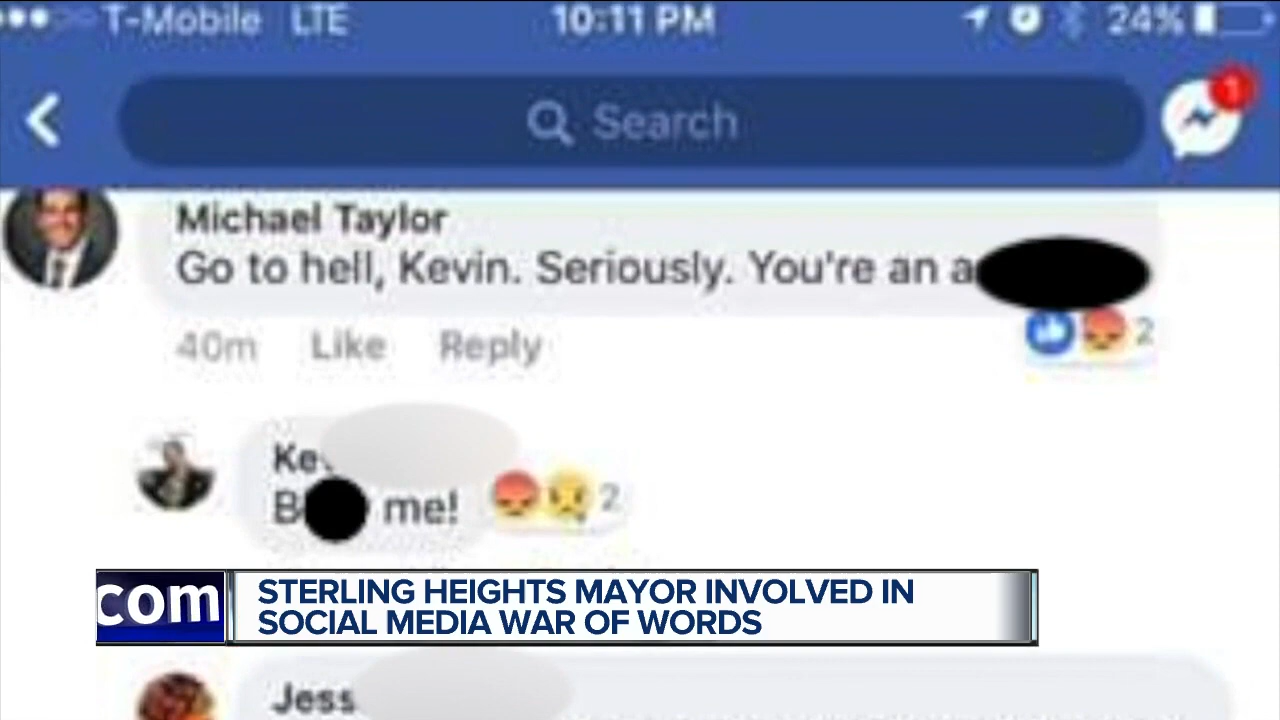 T-Mobile LTE 10:11 PM 24%
Search
1
Michael Taylor
Go to hell, Kevin. Seriously. You're an a
40m Like Reply
2
Ke
B me!
2
com
STERLING HEIGHTS MAYOR INVOLVED IN
SOCIAL MEDIA WAR OF WORDS
Jess